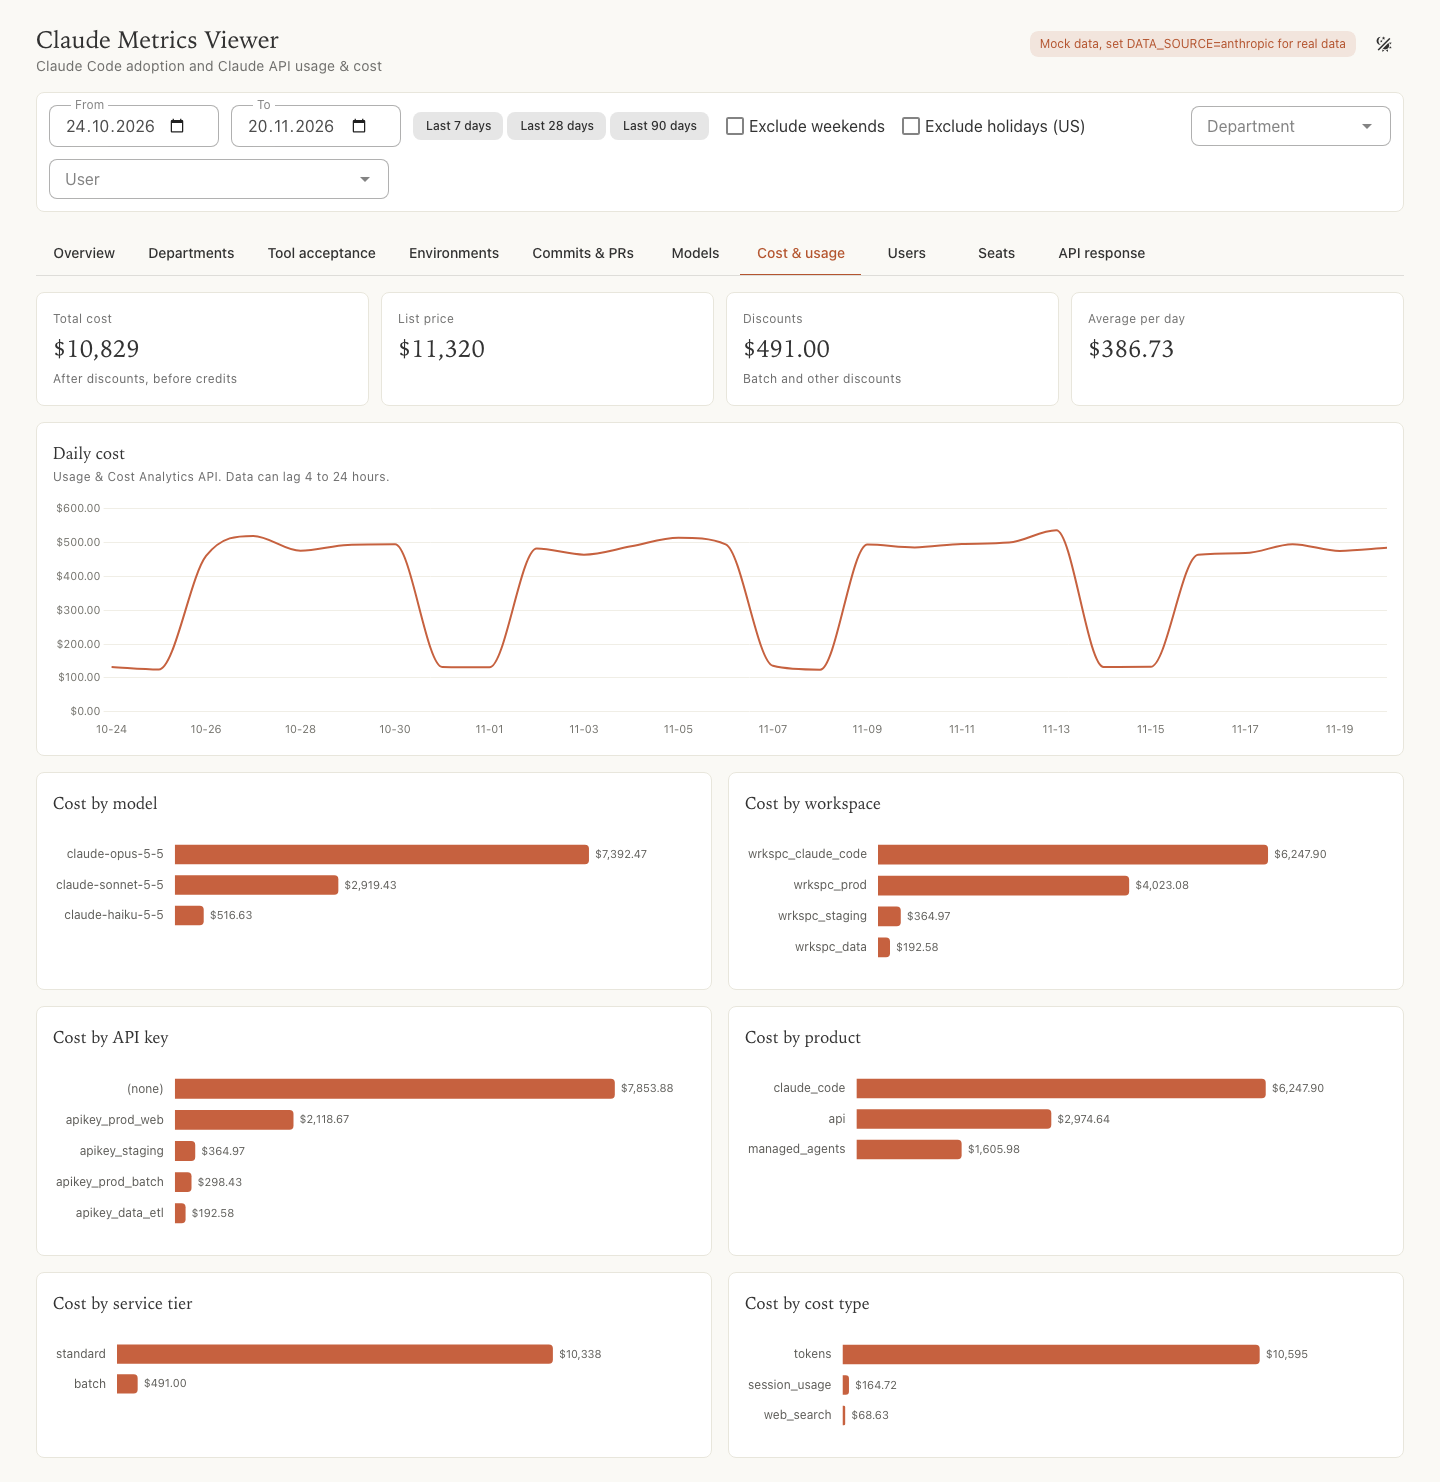 Claude Metrics Viewer
Claude Code adoption and Claude API usage & cost
Mock data, set DATA_SOURCE=anthropic for real data
From
24.10.2026
To
20.11.2026
Last 7 days
Last 28 days
Last 90 days
Exclude weekends
Exclude holidays (US)
Department
User
Overview
Departments
Tool acceptance
Environments
Commits & PRs
Models
Cost & usage
Users
Seats
API response
Total cost
$10,829
After discounts, before credits
List price
$11,320
Discounts
$491.00
Batch and other discounts
Average per day
$386.73
Daily cost
Usage & Cost Analytics API. Data can lag 4 to 24 hours.
$600.00
$500.00
$400.00
$300.00
$200.00
$100.00
$0.00
10-24
10-26
10-28
10-30
11-01
11-03
11-05
11-07
11-09
11-11
11-13
11-15
11-17
11-19
Cost by model
claude-opus-5-5 $7,392.47
claude-sonnet-5-5 $2,919.43
claude-haiku-5-5 $516.63
Cost by workspace
wrkspc_claude_code $6,247.90
wrkspc_prod $4,023.08
wrkspc_staging $364.97
wrkspc_data $192.58
Cost by API key
(none) $7,853.88
apikey_prod_web $2,118.67
apikey_staging $364.97
apikey_prod_batch $298.43
apikey_data_etl $192.58
Cost by product
claude_code $6,247.90
api $2,974.64
managed_agents $1,605.98
Cost by service tier
standard $10,338
batch $491.00
Cost by cost type
tokens $10,595
session_usage $164.72
web_search $68.63